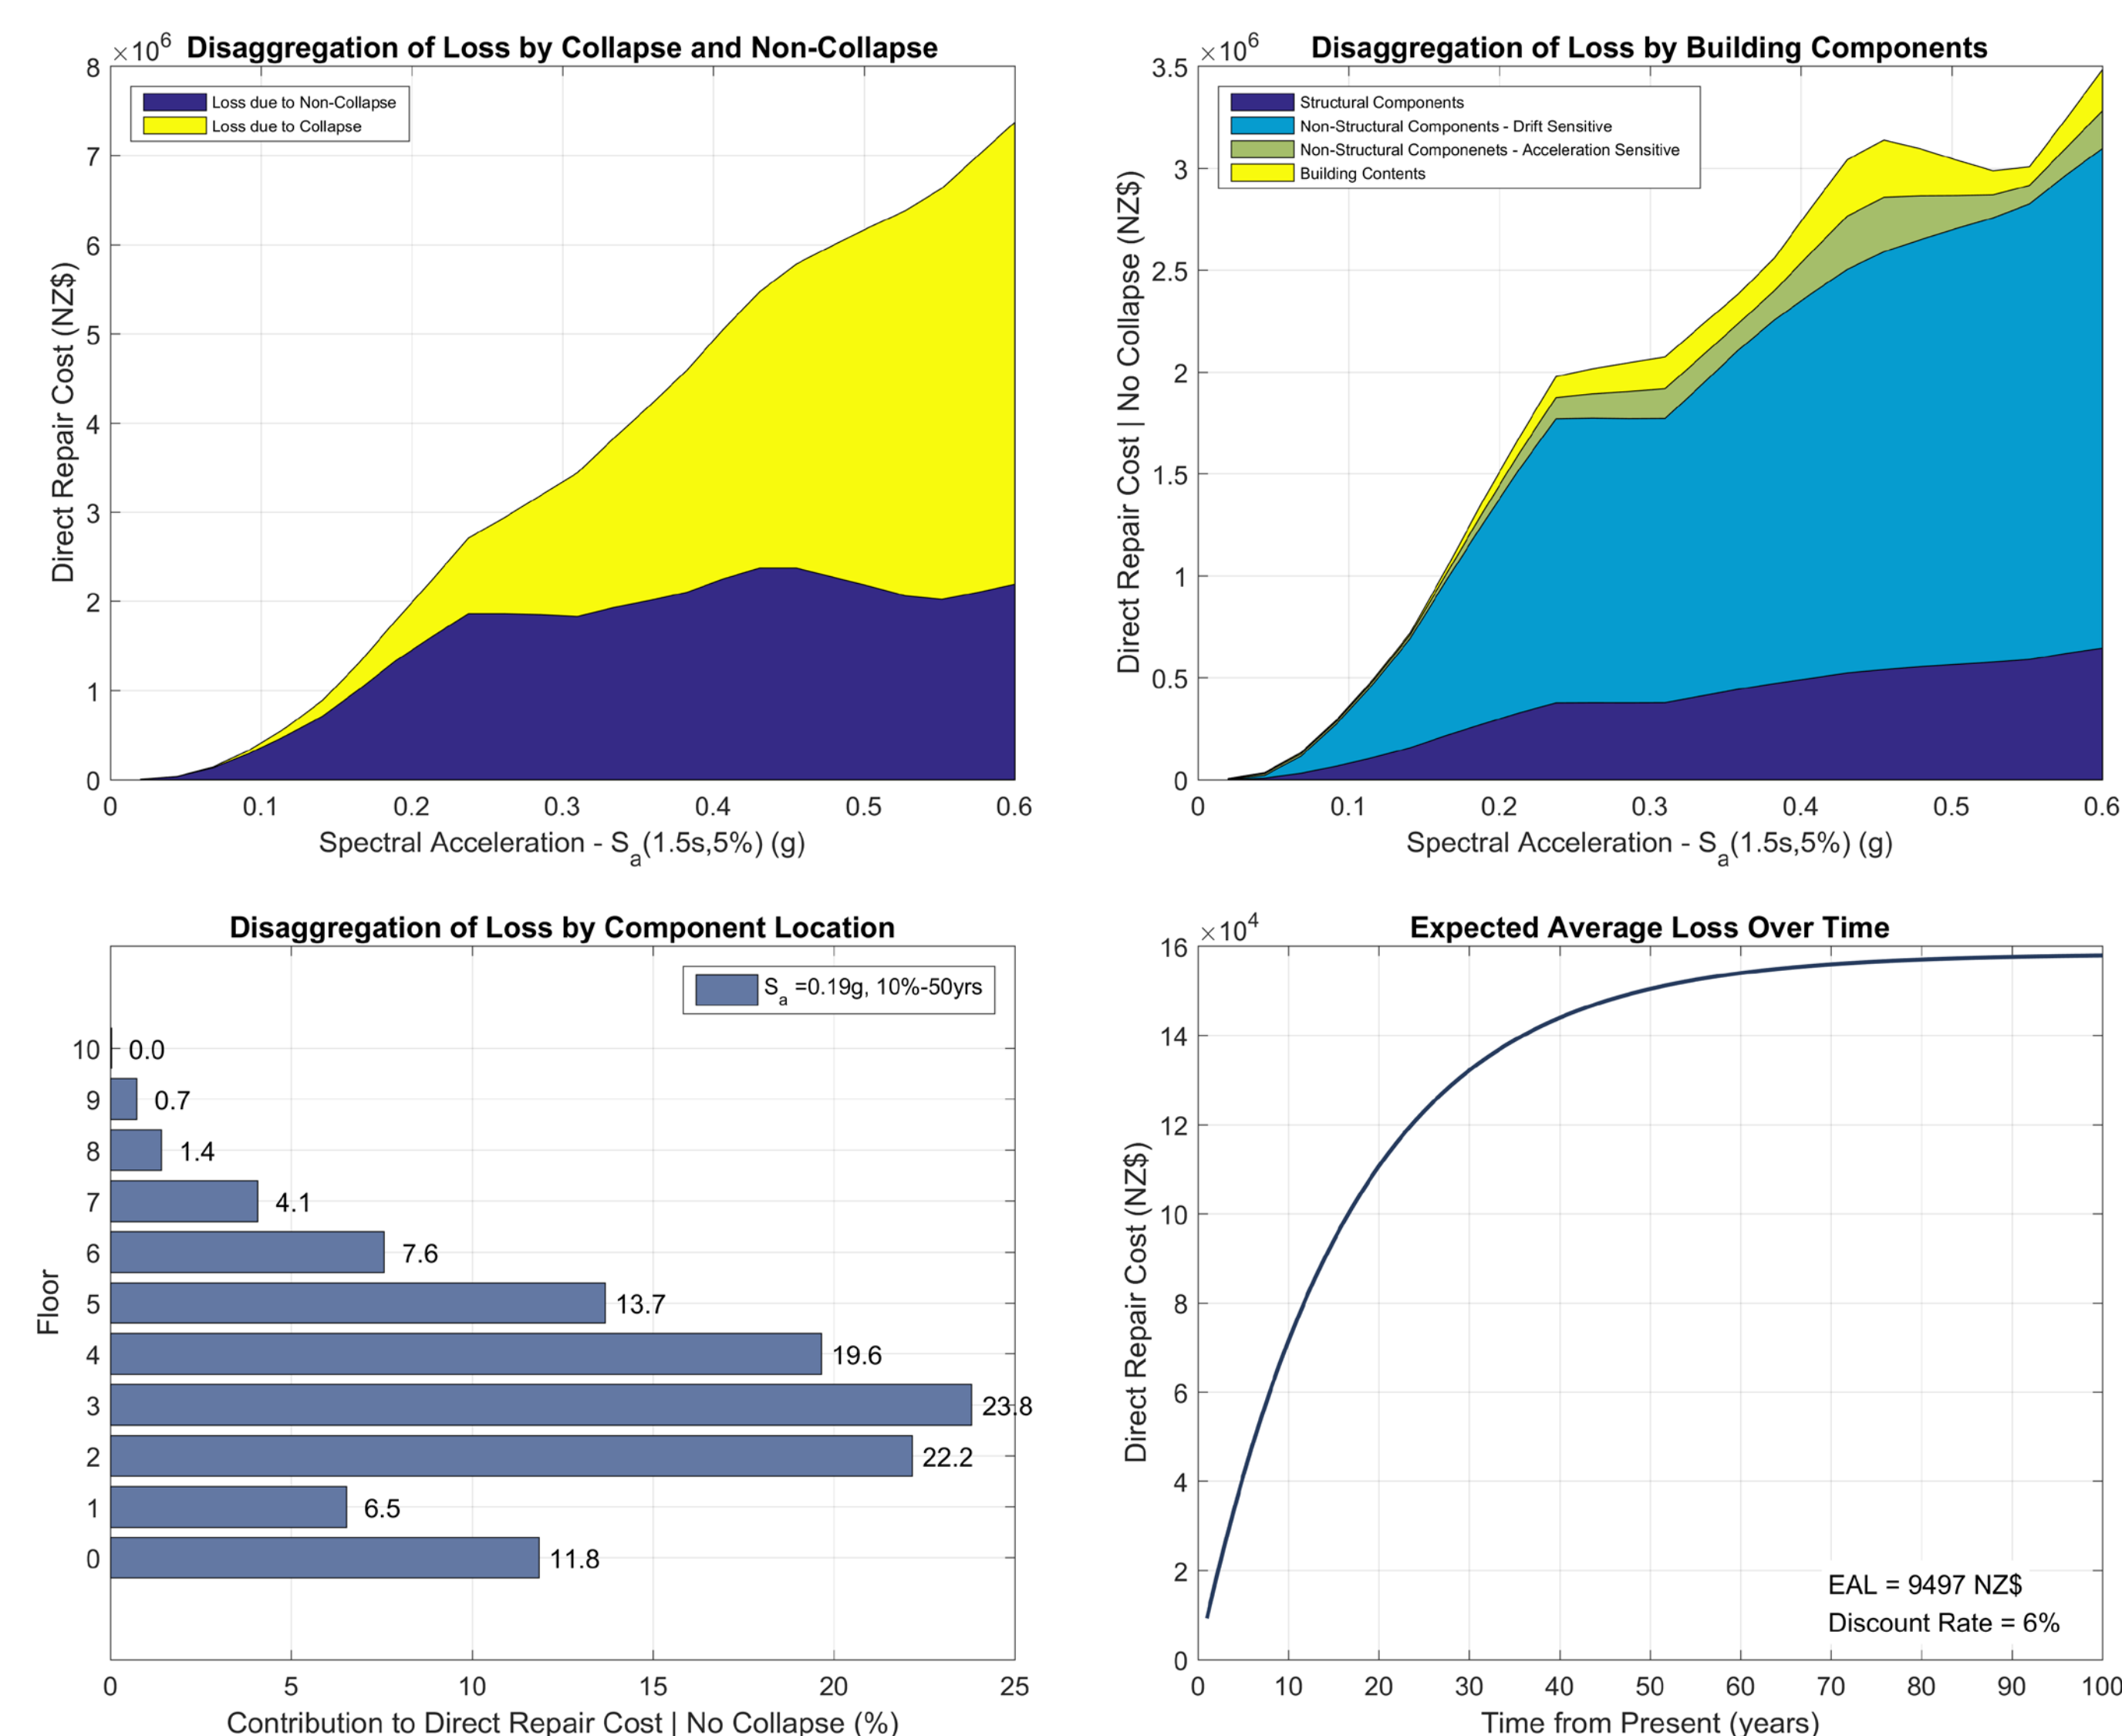 ×10⁶ Disaggregation of Loss by Collapse and Non-Collapse
Loss due to Non-Collapse
Loss due to Collapse
8
7
6
5
4
3
2
1
0
Direct Repair Cost (NZ$)
0 0.1 0.2 0.3 0.4 0.5 0.6
Spectral Acceleration - Sₐ(1.5s,5%) (g)
×10⁶ Disaggregation of Loss by Building Components
Structural Components
Non-Structural Components - Drift Sensitive
Non-Structural Componenets - Acceleration Sensitive
Building Contents
3.5
3
2.5
2
1.5
1
0.5
0
Direct Repair Cost | No Collapse (NZ$)
0 0.1 0.2 0.3 0.4 0.5 0.6
Spectral Acceleration - Sₐ(1.5s,5%) (g)
Disaggregation of Loss by Component Location
Sₐ =0.19g, 10%-50yrs
10 0.0
9 0.7
8 1.4
7 4.1
6 7.6
5 13.7
4 19.6
3 23.8
2 22.2
1 6.5
0 11.8
Floor
0 5 10 15 20 25
Contribution to Direct Repair Cost | No Collapse (%)
×10⁴ Expected Average Loss Over Time
16
14
12
10
8
6
4
2
0
Direct Repair Cost (NZ$)
EAL = 9497 NZ$
Discount Rate = 6%
0 10 20 30 40 50 60 70 80 90 100
Time from Present (years)